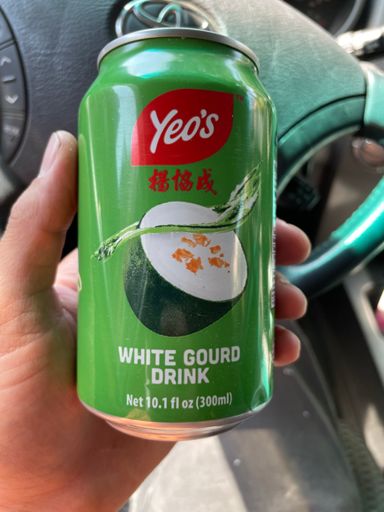 Yeo's
楊協成
WHITE GOURD
DRINK
Net 10.1 fl oz (300ml)